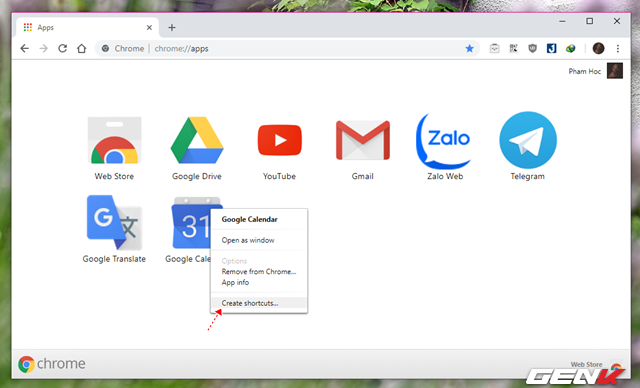 Apps
Chrome | chrome://apps
Pham Hoc
Zalo
Web Store
Google Drive
YouTube
Gmail
Zalo Web
Telegram
G
文
31
Google Translate
Google Cale
Google Calendar
Open as window
Options
Remove from Chrome...
App info
Create shortcuts...
chrome
Web Store
GENK